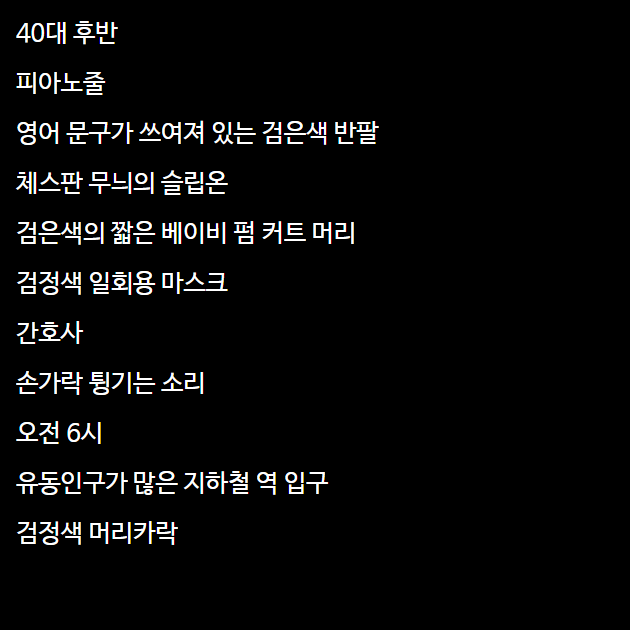 40대 후반
피아노줄
영어 문구가 쓰여져 있는 검은색 반팔
체스판 무늬의 슬립온
검은색의 짧은 베이비 펌 커트 머리
검정색 일회용 마스크
간호사
손가락 튕기는 소리
오전 6시
유동인구가 많은 지하철 역 입구
검정색 머리카락